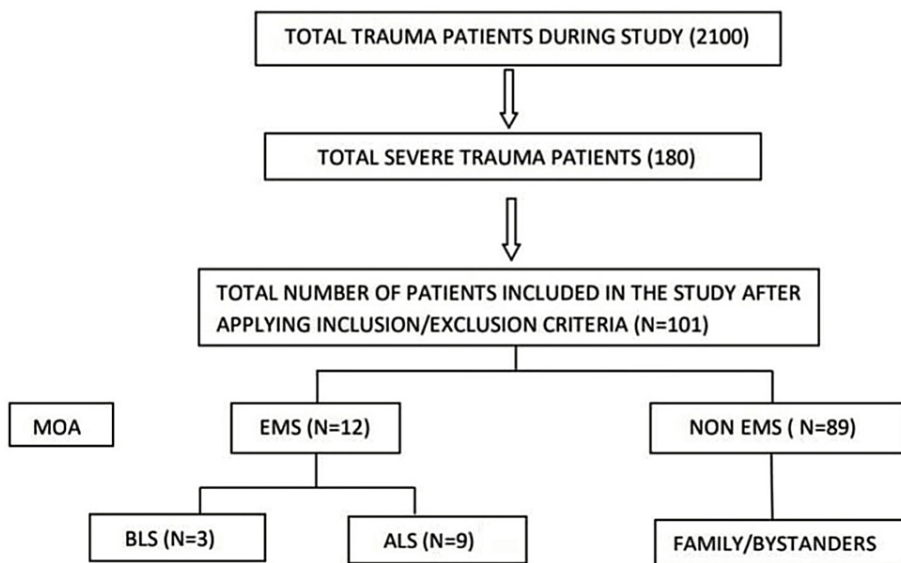 TOTAL TRAUMA PATIENTS DURING STUDY (2100)
TOTAL SEVERE TRAUMA PATIENTS (180)
TOTAL NUMBER OF PATIENTS INCLUDED IN THE STUDY AFTER
APPLYING INCLUSION/EXCLUSION CRITERIA (N=101)
MOA
EMS (N=12)
NON EMS ( N=89)
BLS (N=3)
ALS (N=9)
FAMILY/BYSTANDERS